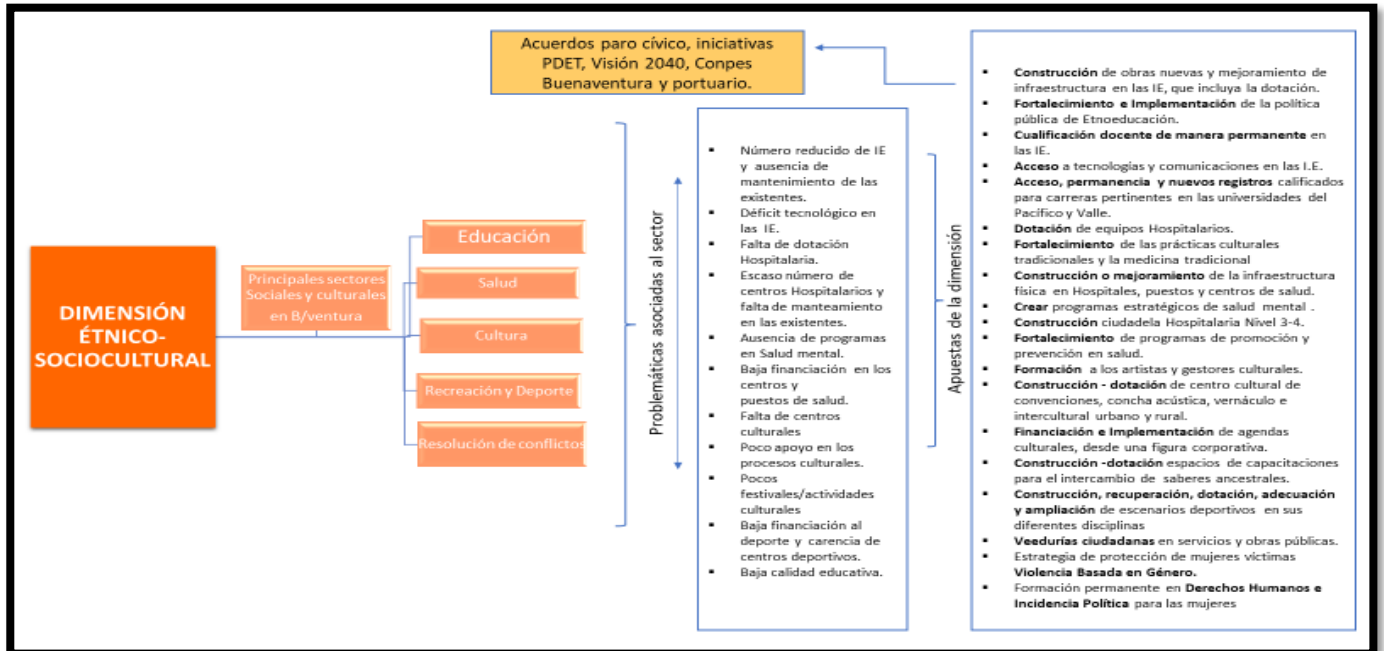 Acuerdos paro cívico, iniciativas
PDET, Visión 2040, Conpes
Buenaventura y portuario.
DIMENSIÓN
ÉTNICO-
SOCIOCULTURAL
Principales sectores
Sociales y culturales
en B/ventura
Educación
Salud
Cultura
Recreación y Deporte
Resolución de conflictos
Problemáticas asociadas al sector
▪ Número reducido de IE
y ausencia de
mantenimiento de las
existentes.
▪ Déficit tecnológico en
las IE.
▪ Falta de dotación
Hospitalaria.
▪ Escaso número de
centros Hospitalarios y
falta de manteamiento
en las existentes.
▪ Ausencia de programas
en Salud mental.
▪ Baja financiación en los
centros y
puestos de salud.
▪ Falta de centros
culturales
▪ Poco apoyo en los
procesos culturales.
▪ Pocos
festivales/actividades
culturales
▪ Baja financiación al
deporte y carencia de
centros deportivos.
▪ Baja calidad educativa.
Apuestas de la dimensión
▪ Construcción de obras nuevas y mejoramiento de
infraestructura en las IE, que incluya la dotación.
▪ Fortalecimiento e Implementación de la política
pública de Etnoeducación.
▪ Cualificación docente de manera permanente en
las IE.
▪ Acceso a tecnologías y comunicaciones en las I.E.
▪ Acceso, permanencia y nuevos registros calificados
para carreras pertinentes en las universidades del
Pacífico y Valle.
▪ Dotación de equipos Hospitalarios.
▪ Fortalecimiento de las prácticas culturales
tradicionales y la medicina tradicional
▪ Construcción o mejoramiento de la infraestructura
física en Hospitales, puestos y centros de salud.
▪ Crear programas estratégicos de salud mental .
▪ Construcción ciudadela Hospitalaria Nivel 3-4.
▪ Fortalecimiento de programas de promoción y
prevención en salud.
▪ Formación a los artistas y gestores culturales.
▪ Construcción - dotación de centro cultural de
convenciones, concha acústica, vernáculo e
intercultural urbano y rural.
▪ Financiación e Implementación de agendas
culturales, desde una figura corporativa.
▪ Construcción -dotación espacios de capacitaciones
para el intercambio de saberes ancestrales.
▪ Construcción, recuperación, dotación, adecuación
y ampliación de escenarios deportivos en sus
diferentes disciplinas
▪ Veedurías ciudadanas en servicios y obras públicas.
▪ Estrategia de protección de mujeres víctimas
Violencia Basada en Género.
▪ Formación permanente en Derechos Humanos e
Incidencia Política para las mujeres